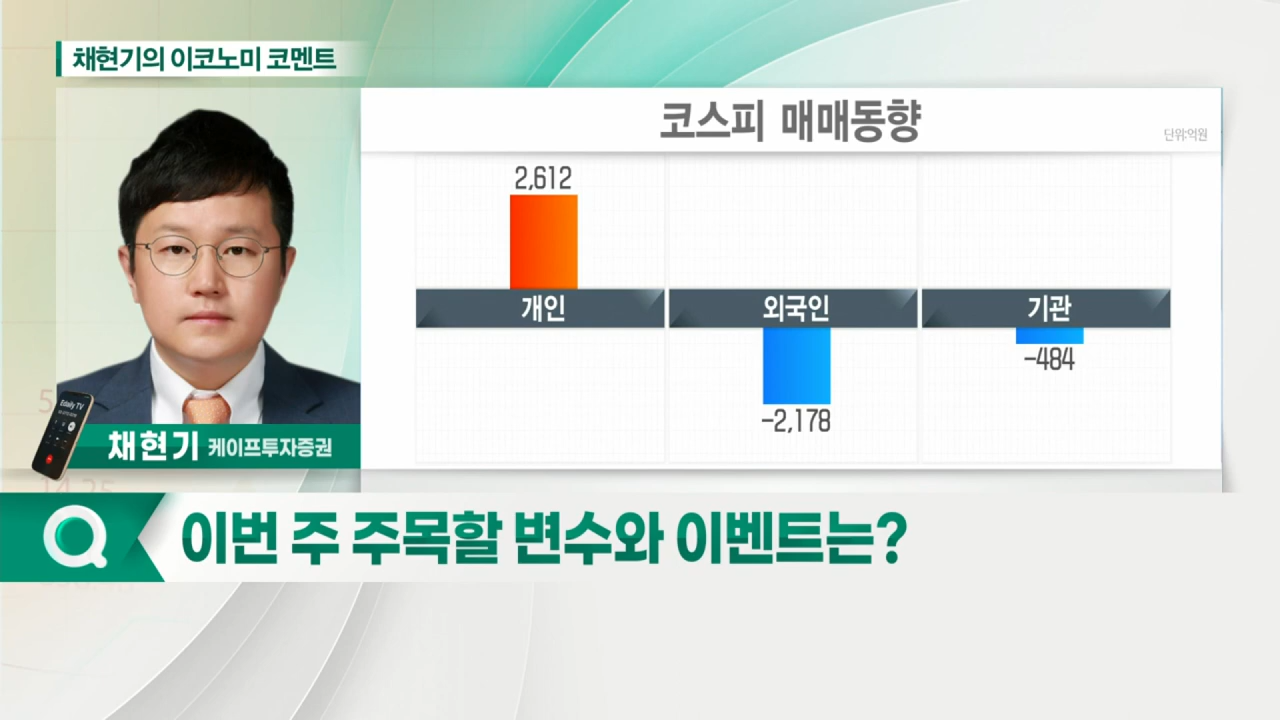 채현기의 이코노미 코멘트
코스피 매매동향
단위:억원
2,612
개인
외국인
기관
-2,178
-484
Edaily TV
채현기 케이프투자증권
이번 주 주목할 변수와 이벤트는?